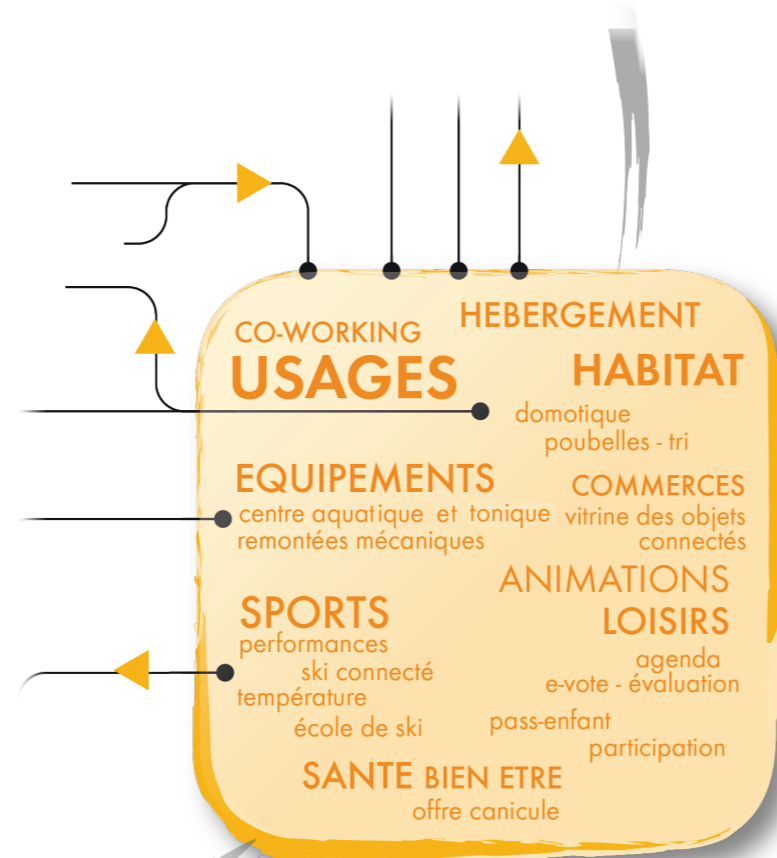 HEBERGEMENT
CO-WORKING
USAGES
HABITAT
domotique
poubelles - tri
EQUIPEMENTS
centre aquatique et tonique
remontées mécaniques
COMMERCES
vitrine des objets
connectés
ANIMATIONS
LOISIRS
agenda
e-vote - évaluation
pass-enfant
participation
SPORTS
performances
ski connecté
température
école de ski
SANTE BIEN ETRE
offre canicule